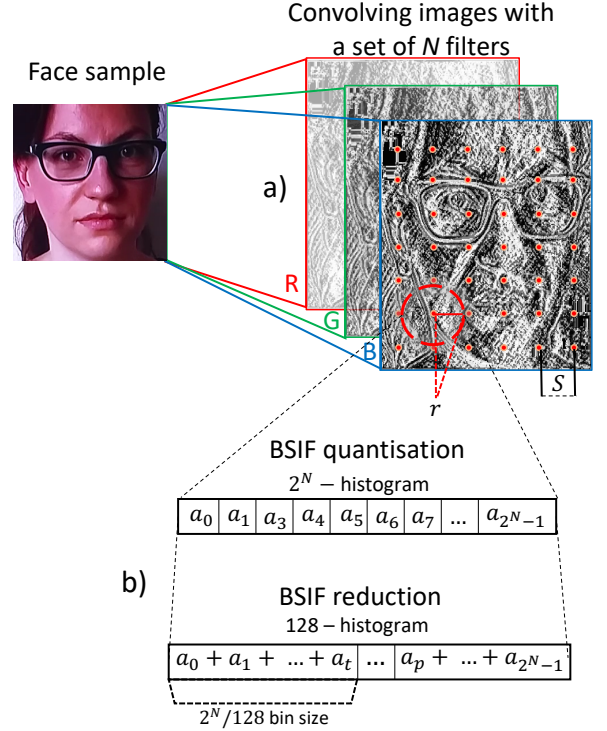 Convolving images with
a set of N filters
Face sample
a)
R
G
B
S
r
BSIF quantisation
2^N − histogram
a_0 a_1 a_3 a_4 a_5 a_6 a_7 ... a_{2^N−1}
b)
BSIF reduction
128 − histogram
a_0 + a_1 + ... + a_t ... a_p + ... + a_{2^N−1}
2^N/128 bin size